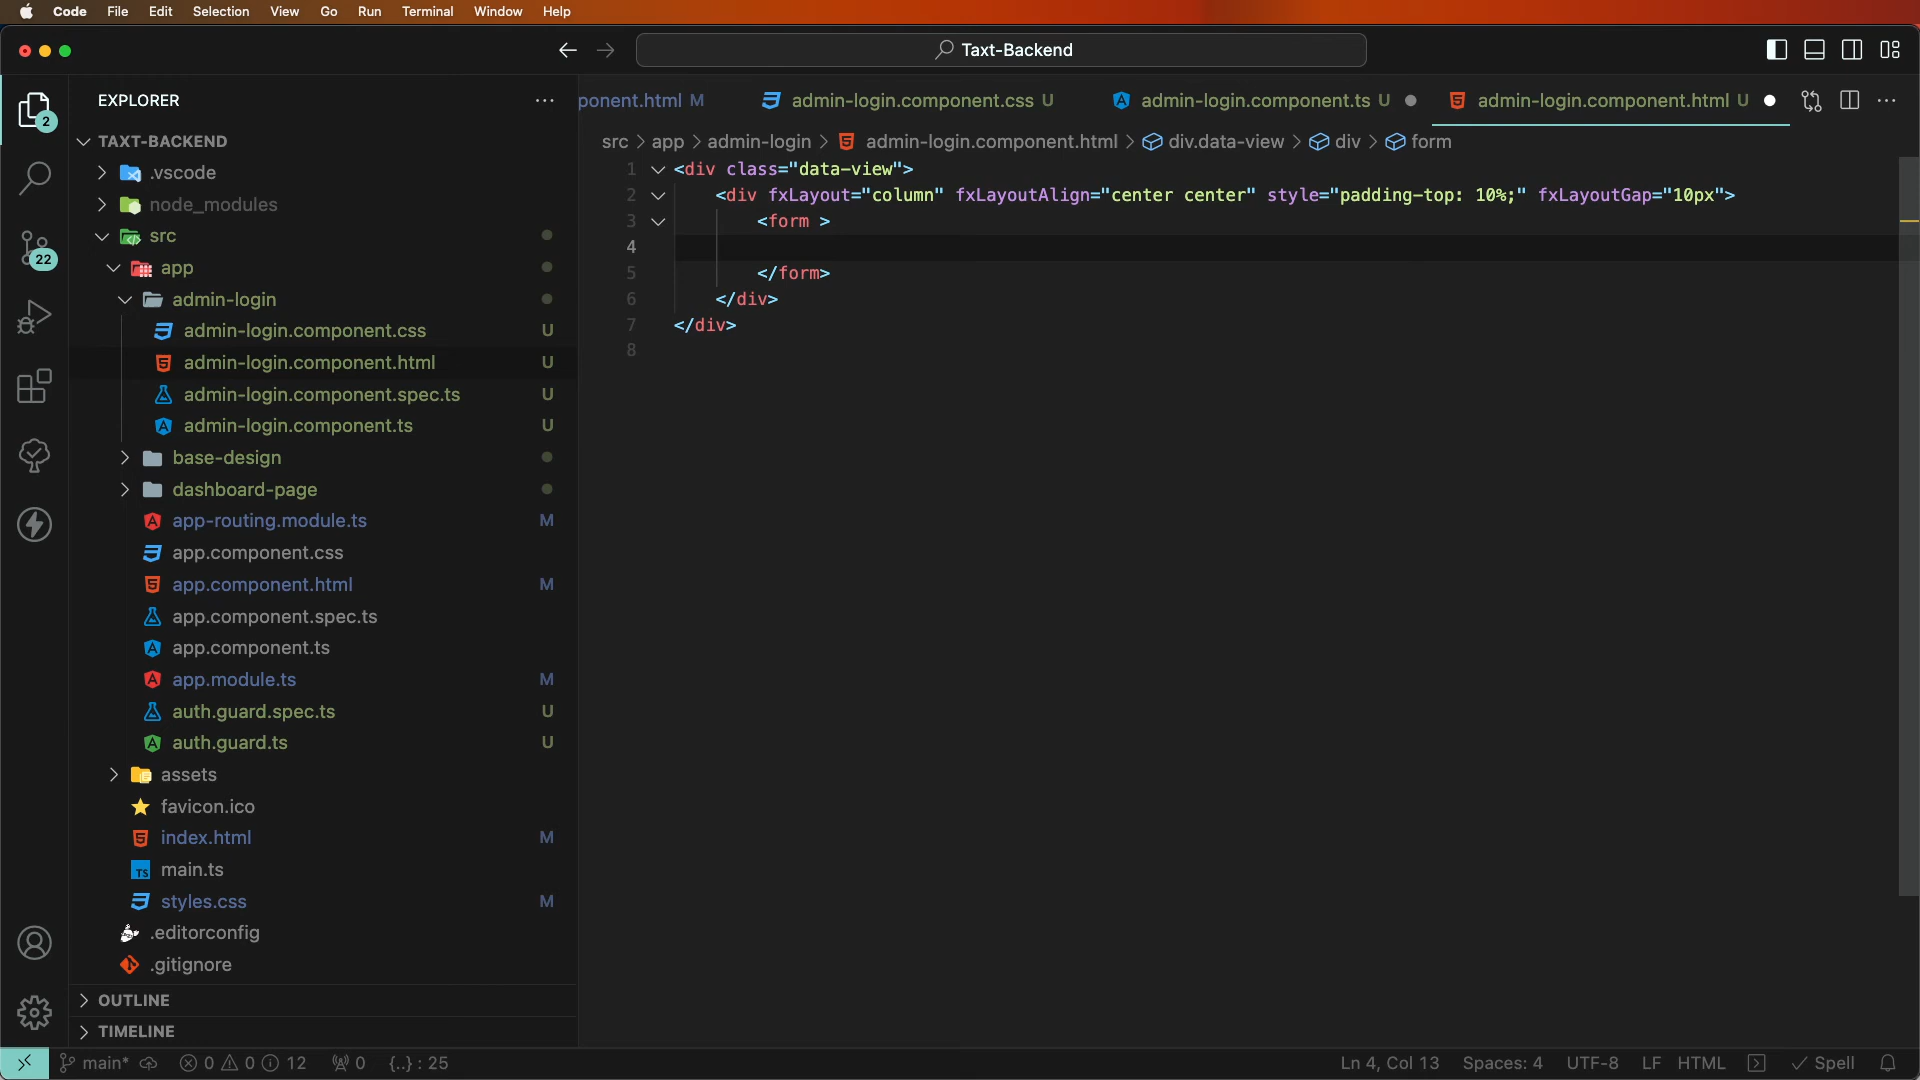 Code File Edit Selection View Go Run Terminal Window Help
Taxt-Backend
EXPLORER
ponent.html M
admin-login.component.css U
admin-login.component.ts U
admin-login.component.html U
src > app > admin-login > admin-login.component.html > div.data-view > div > form
2
22
TAXT-BACKEND
.vscode
node_modules
src
app
admin-login
admin-login.component.css U
admin-login.component.html U
admin-login.component.spec.ts U
admin-login.component.ts U
base-design
dashboard-page
app-routing.module.ts M
app.component.css
app.component.html M
app.component.spec.ts
app.component.ts
app.module.ts M
auth.guard.spec.ts U
auth.guard.ts U
assets
favicon.ico
index.html M
TS main.ts
styles.css M
.editorconfig
.gitignore
OUTLINE
TIMELINE
1 <div class="data-view">
2 <div fxLayout="column" fxLayoutAlign="center center" style="padding-top: 10%;" fxLayoutGap="10px">
3 <form >
4
5 </form>
6 </div>
7 </div>
8
main* 0 0 12 0 {..} : 25
Ln 4, Col 13 Spaces: 4 UTF-8 LF HTML Spell